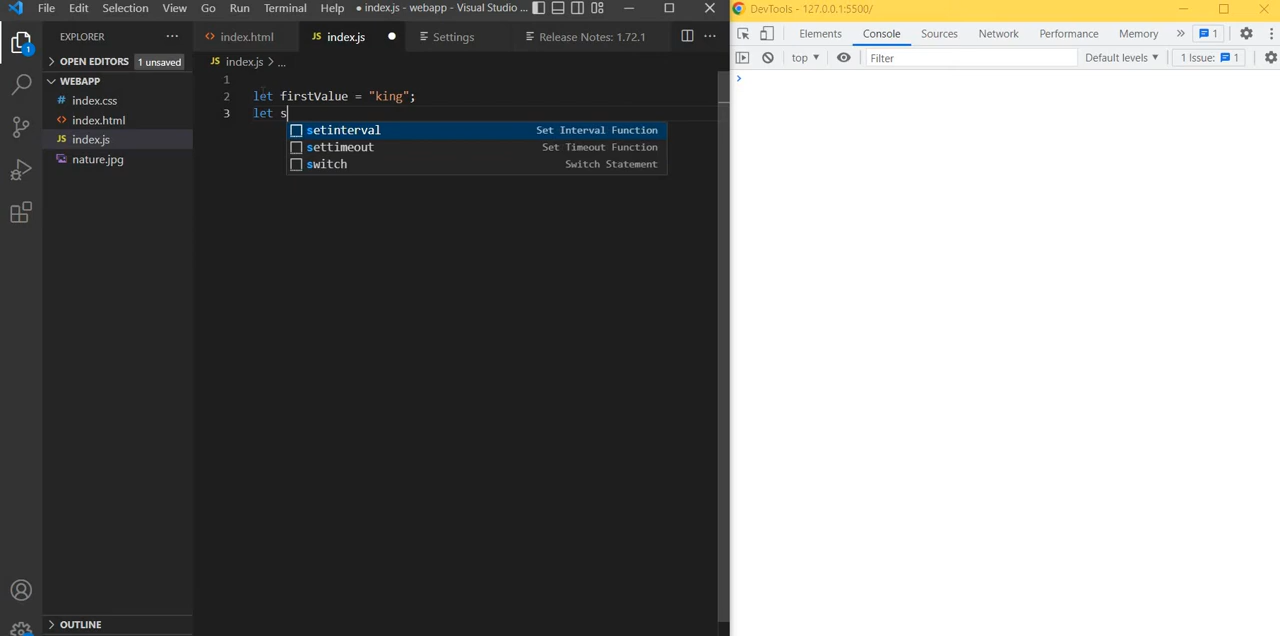 File Edit Selection View Go Run Terminal Help ● index.js - webapp - Visual Studio ...
DevTools - 127.0.0.1:5500/
EXPLORER ...
index.html
JS index.js
Settings
Release Notes: 1.72.1
...
Elements Console Sources Network Performance Memory » 1
OPEN EDITORS 1 unsaved
JS index.js > ...
top ▼ Filter Default levels ▼ 1 Issue: 1
WEBAPP
# index.css
<> index.html
JS index.js
nature.jpg
1
2 let firstValue = "king";
3 let s
setinterval Set Interval Function
settimeout Set Timeout Function
switch Switch Statement
>
1
OUTLINE